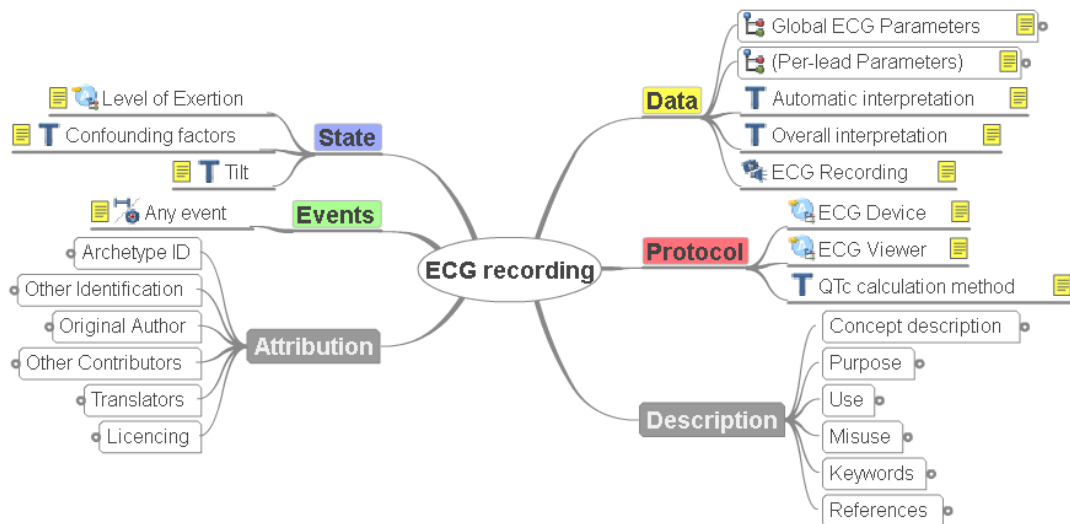 ECG recording
State
Level of Exertion
Confounding factors
Tilt
Events
Any event
Attribution
Archetype ID
Other Identification
Original Author
Other Contributors
Translators
Licencing
Data
Global ECG Parameters
(Per-lead Parameters)
T Automatic interpretation
T Overall interpretation
ECG Recording
Protocol
ECG Device
ECG Viewer
QTc calculation method
Description
Concept description
Purpose
Use
Misuse
Keywords
References